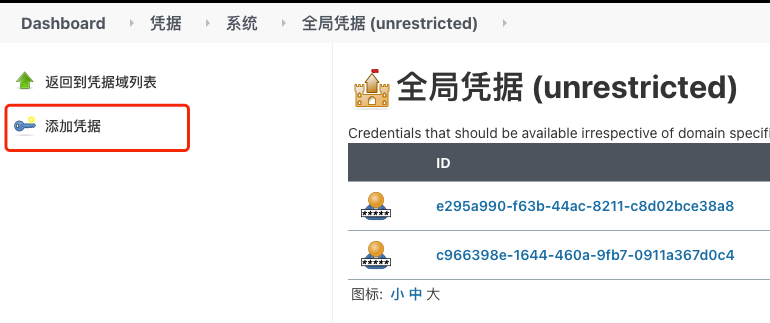 Dashboard 凭据 系统 全局凭据 (unrestricted)
返回到凭据域列表
添加凭据
全局凭据 (unrestricted)
Credentials that should be available irrespective of domain specifi
ID
*****
e295a990-f63b-44ac-8211-c8d02bce38a8
*****
c966398e-1644-460a-9fb7-0911a367d0c4
图标: 小 中 大